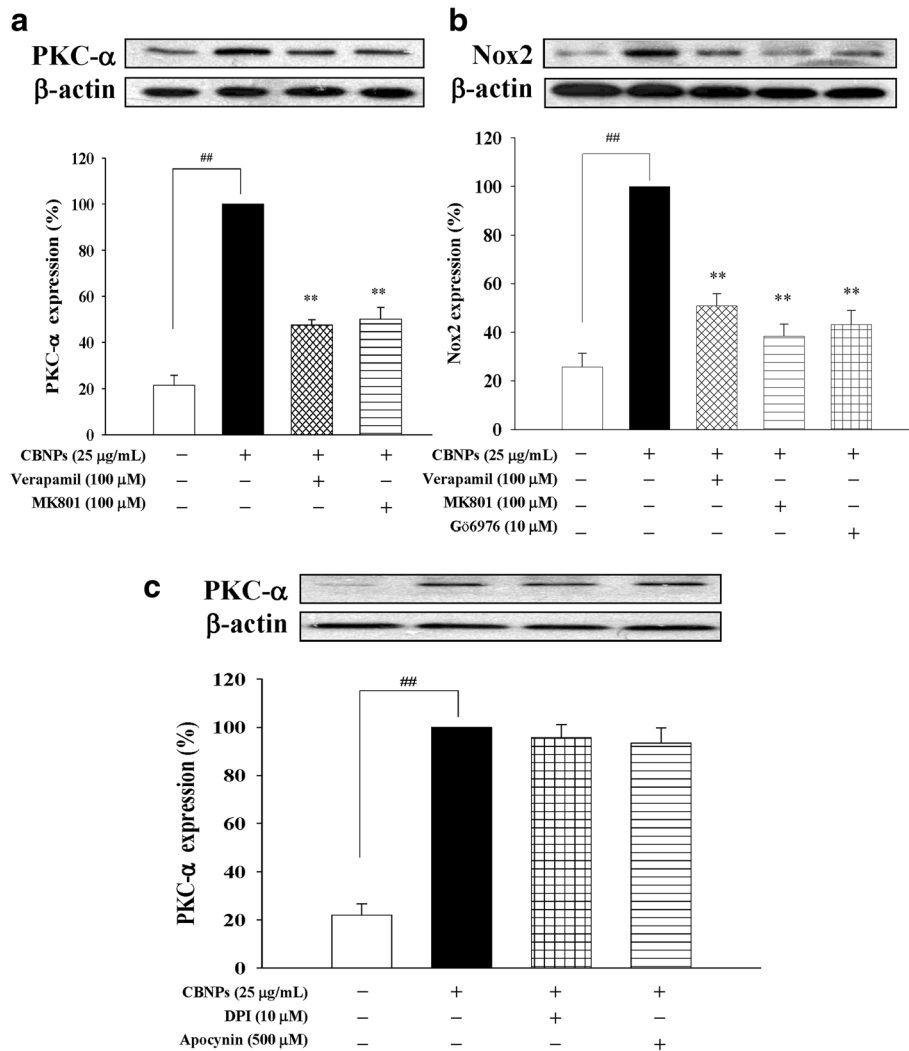 a
PKC-α
β-actin
PKC-α expression (%)
120
100
80
60
40
20
0
##
**
**
CBNPs (25 μg/mL) – + + +
Verapamil (100 μM) – – + –
MK801 (100 μM) – – – +
b
Nox2
β-actin
Nox2 expression (%)
120
100
80
60
40
20
0
##
**
**
**
CBNPs (25 μg/mL) – + + + +
Verapamil (100 μM) – – + – –
MK801 (100 μM) – – – + –
Gö6976 (10 μM) – – – – +
c
PKC-α
β-actin
PKC-α expression (%)
120
100
80
60
40
20
0
##
CBNPs (25 μg/mL) – + + +
DPI (10 μM) – – + –
Apocynin (500 μM) – – – +